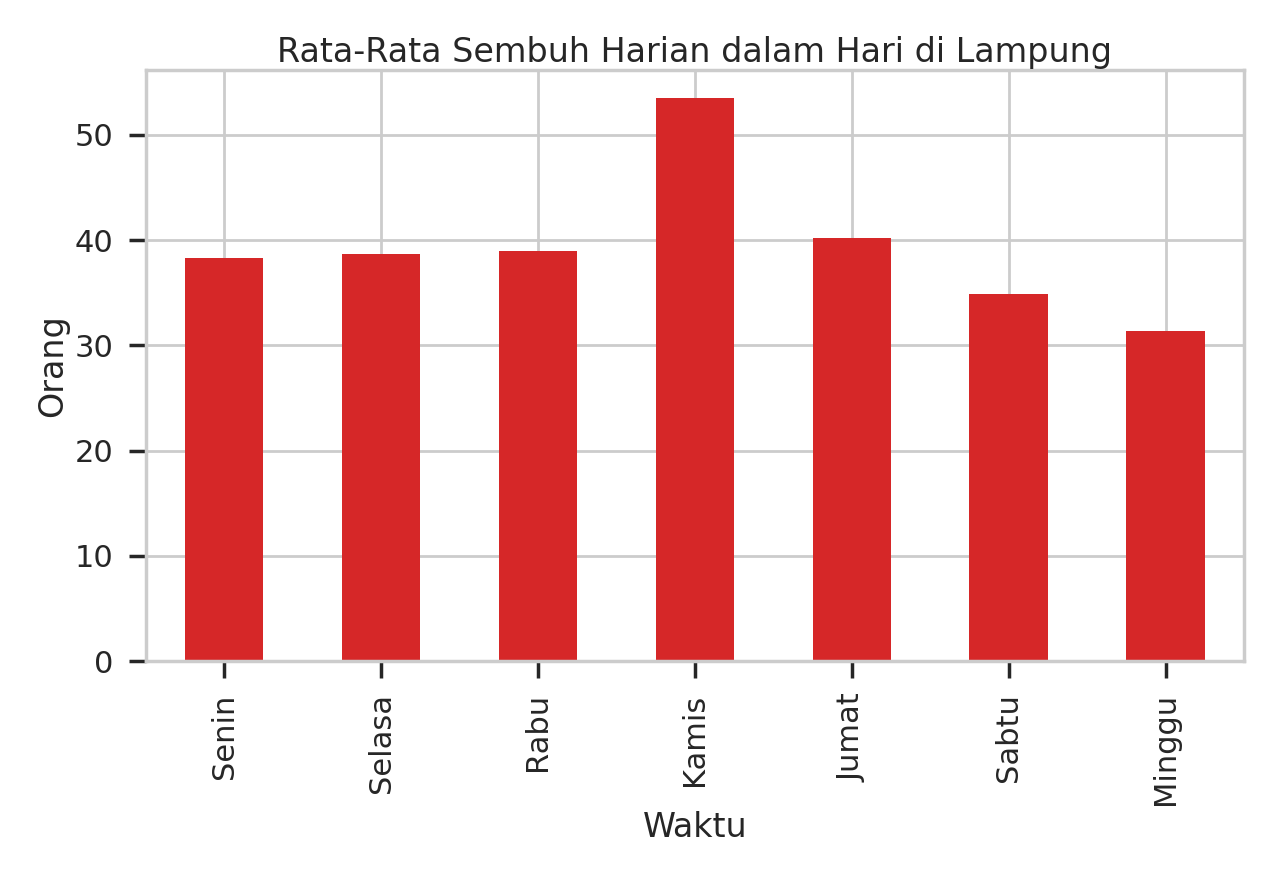 Rata-Rata Sembuh Harian dalam Hari di Lampung
Orang
50
40
30
20
10
0
Senin
Selasa
Rabu
Kamis
Jumat
Sabtu
Minggu
Waktu